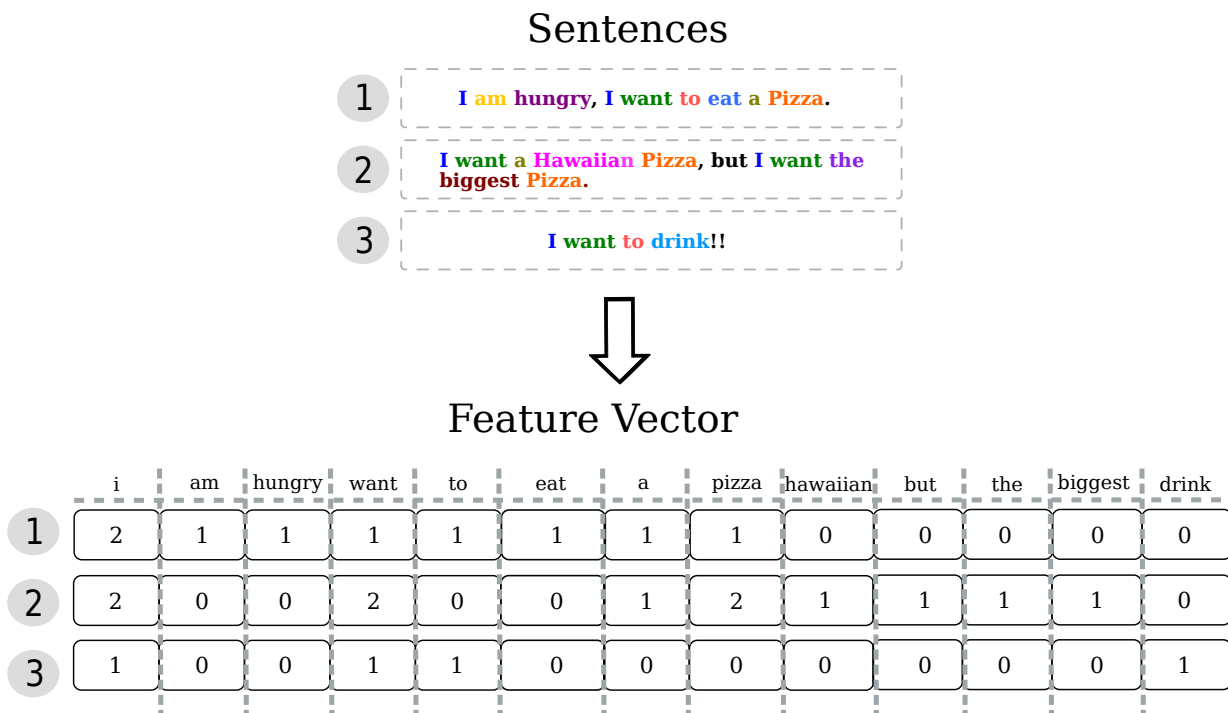 Sentences
1
I am hungry, I want to eat a Pizza.
2
I want a Hawaiian Pizza, but I want the
biggest Pizza.
3
I want to drink!!
Feature Vector
i am hungry want to eat a pizza hawaiian but the biggest drink
1 2 1 1 1 1 1 1 1 0 0 0 0 0
2 2 0 0 2 0 0 1 2 1 1 1 1 0
3 1 0 0 1 1 0 0 0 0 0 0 0 1